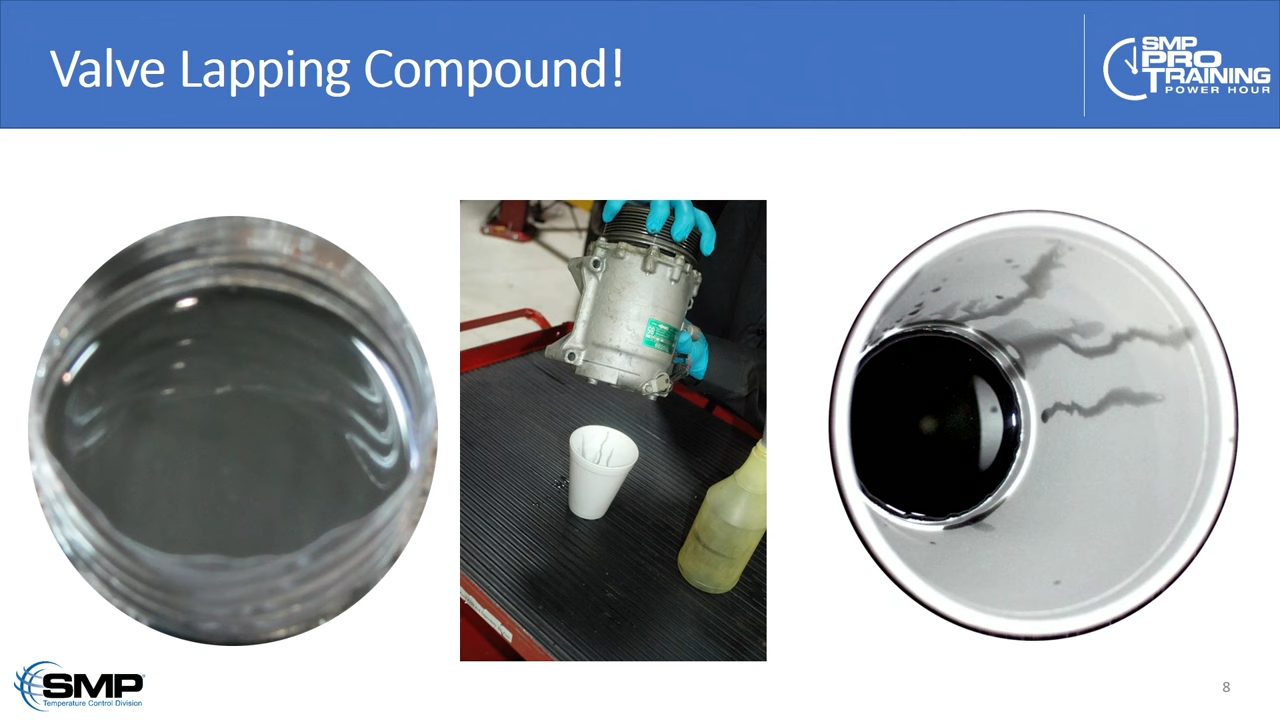 Valve Lapping Compound!
SMP
PRO
TRAINING
POWER HOUR
SMP
Temperature Control Division
8